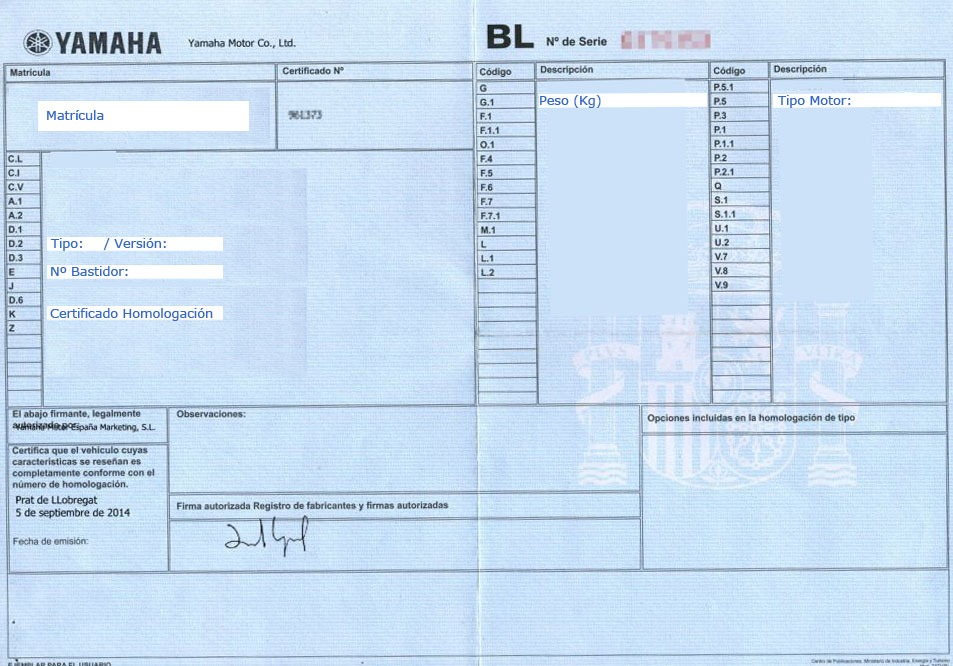 YAMAHA Yamaha Motor Co., Ltd.
BL Nº de Serie
Matrícula
Certificado Nº
Matrícula
961373
C.L
C.I
C.V
A.1
A.2
D.1
D.2
Tipo: / Versión:
D.3
E
Nº Bastidor:
J
D.6
K
Certificado Homologación
Z
Código Descripción
G
G.1 Peso (Kg)
F.1
F.1.1
O.1
F.4
F.5
F.6
F.7
F.7.1
M.1
L
L.1
L.2
Código Descripción
P.5.1
P.5 Tipo Motor:
P.3
P.1
P.1.1
P.2
P.2.1
Q
S.1
S.1.1
U.1
U.2
V.7
V.8
V.9
PLVS VLTRA
El abajo firmante, legalmente
autorizado por:
Yamaha Motor España Marketing, S.L.
Certifica que el vehículo cuyas
características se reseñan es
completamente conforme con el
número de homologación.
Prat de LLobregat
5 de septiembre de 2014
Fecha de emisión:
Observaciones:
Firma autorizada Registro de fabricantes y firmas autorizadas
Opciones incluidas en la homologación de tipo
EJEMPLAR PARA EL USUARIO
Centro de Publicaciones. Ministerio de Industria, Energía y Turismo